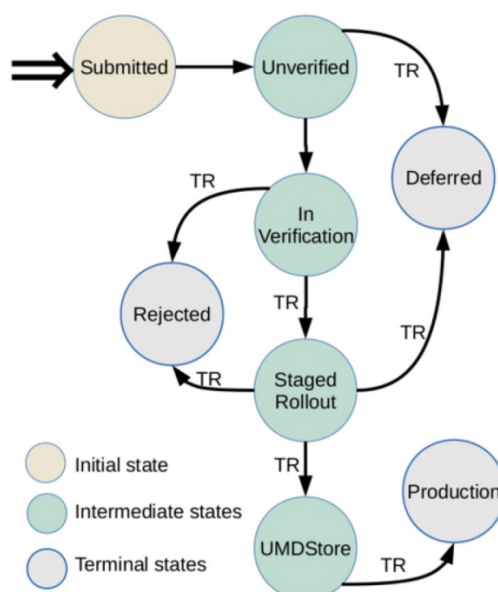 Submitted
Unverified
TR
Deferred
TR
In
Verification
Rejected
TR
TR
TR
Staged
Rollout
TR
Initial state
Production
Intermediate states
UMDStore
TR
Terminal states